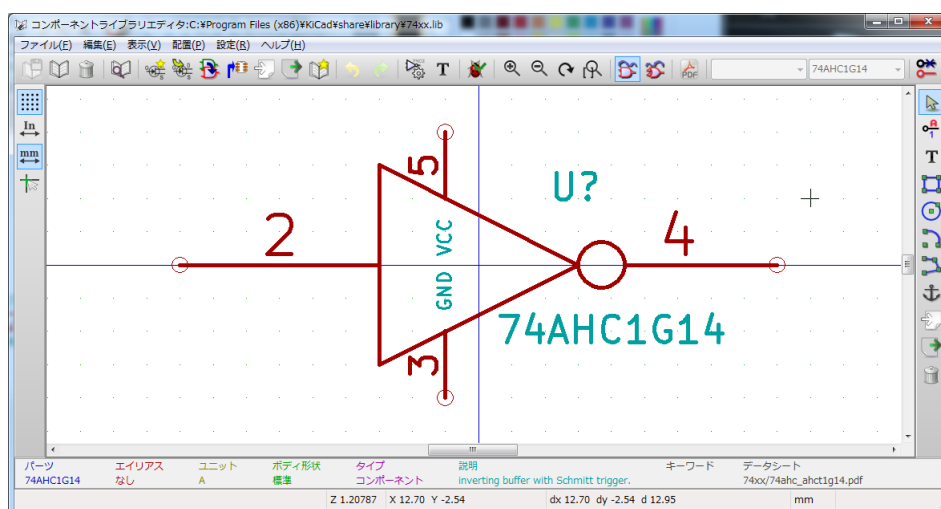 コンポーネントライブラリエディタ:C:¥Program Files (x86)¥KiCad¥share¥library¥74xx.lib
ファイル(F) 編集(E) 表示(V) 配置(P) 設定(R) ヘルプ(H)
T PDF 74AHC1G14
In
mm
A
1
T
5
U?
2
VCC
4
GND
74AHC1G14
3
パーツ エイリアス ユニット ボディ形状 タイプ 説明 キーワード データシート
74AHC1G14 なし A 標準 コンポーネント inverting buffer with Schmitt trigger. 74xx/74ahc_ahct1g14.pdf
Z 1.20787 X 12.70 Y -2.54 dx 12.70 dy -2.54 d 12.95 mm